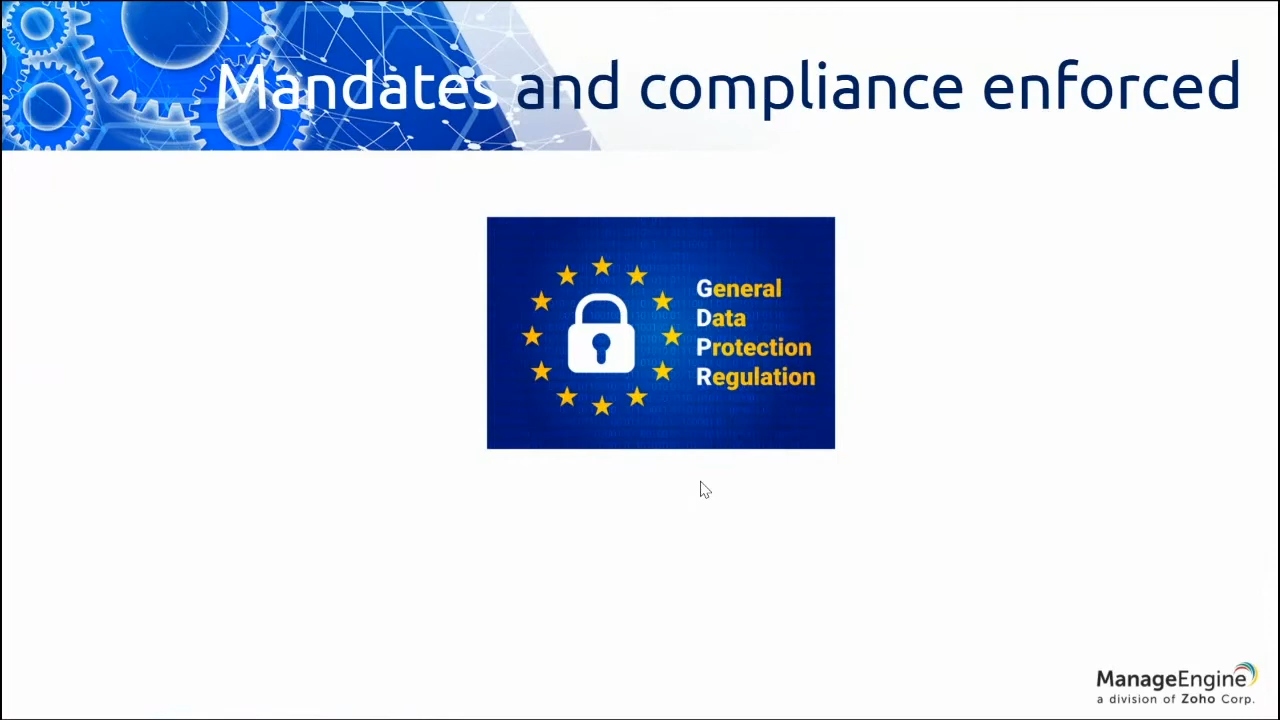 Mandates and compliance enforced
General
Data
Protection
Regulation
ManageEngine
a division of Zoho Corp.